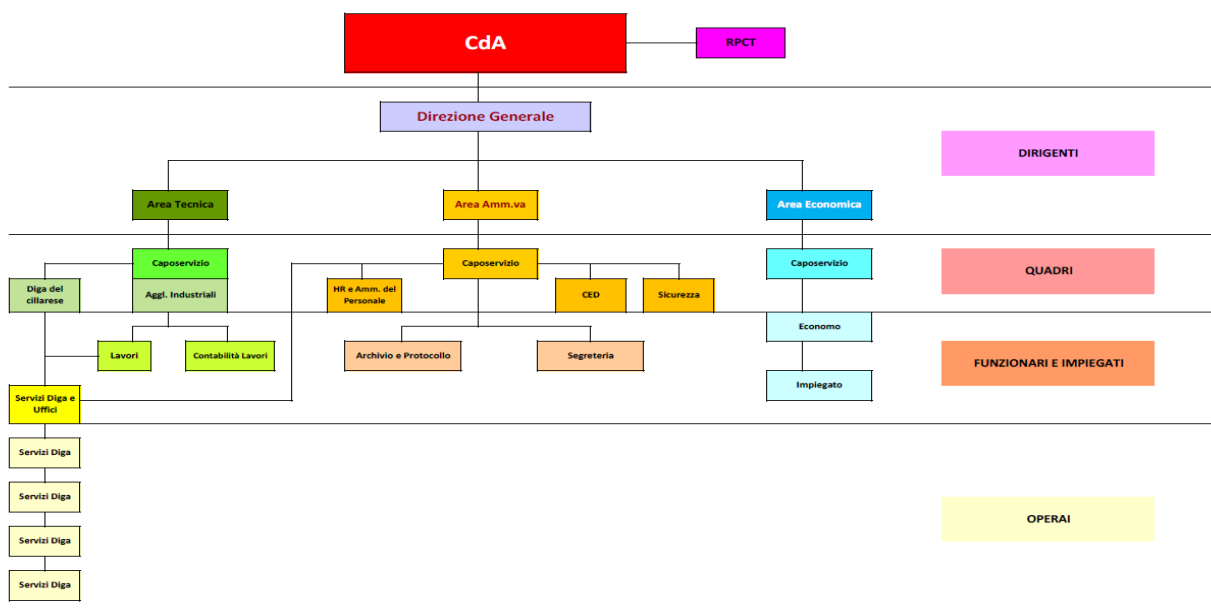 CdA
RPCT
Direzione Generale
DIRIGENTI
Area Tecnica
Area Amm.va
Area Economica
Caposervizio
Caposervizio
Caposervizio
QUADRI
Diga del
cillarese
Aggl. Industriali
HR e Amm. del
Personale
CED
Sicurezza
Economo
Lavori
Contabilità Lavori
Archivio e Protocollo
Segreteria
FUNZIONARI E IMPIEGATI
Impiegato
Servizi Diga e
Uffici
Servizi Diga
Servizi Diga
OPERAI
Servizi Diga
Servizi Diga